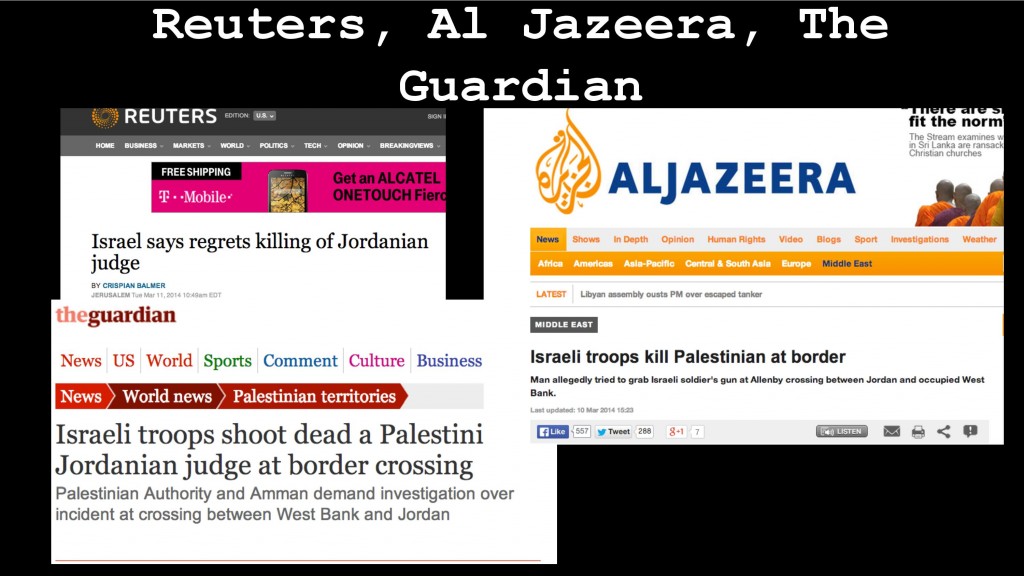 Reuters, Al Jazeera, The
Guardian
REUTERS EDITION: U.S.
HOME BUSINESS MARKETS WORLD POLITICS TECH OPINION BREAKINGVIEWS
FREE SHIPPING
T··Mobile·
Get an ALCATEL
ONETOUCH Fierc
Israel says regrets killing of Jordanian
judge
BY CRISPIAN BALMER
JERUSALEM Tue Mar 11, 2014 10:49am EDT
theguardian
News US World Sports Comment Culture Business
News World news Palestinian territories
Israeli troops shoot dead a Palestini
Jordanian judge at border crossing
Palestinian Authority and Amman demand investigation over
incident at crossing between West Bank and Jordan
fit the norm'
The Stream examines w
in Sri Lanka are ransack
Christian churches
ALJAZEERA
News Shows In Depth Opinion Human Rights Video Blogs Sport Investigations Weather
Africa Americas Asia-Pacific Central & South Asia Europe Middle East
LATEST Libyan assembly ousts PM over escaped tanker
MIDDLE EAST
Israeli troops kill Palestinian at border
Man allegedly tried to grab Israeli soldier's gun at Allenby crossing between Jordan and occupied West
Bank.
Last updated: 10 Mar 2014 15:23
Like 557 Tweet 288 g+1 7 LISTEN